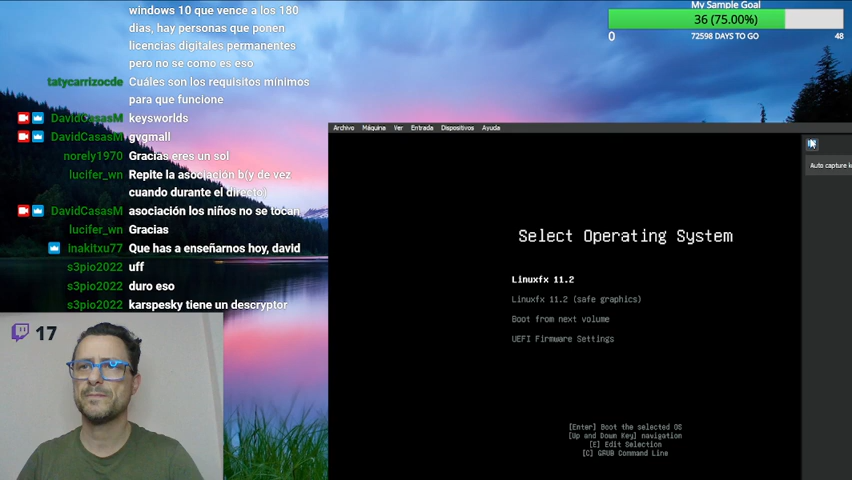 windows 10 que vence a los 180
días, hay personas que ponen
licencias digitales permanentes
pero no se como es eso
tatycarrizocde Cuáles son los requisitos mínimos
para que funcione
DavidCasasM keysworlds
DavidCasasM gvgmall
norely1970 Gracias eres un sol
lucifer_wn Repite la asociación b(y de vez
cuando durante el directo)
DavidCasasM asociación los niños no se tocan
lucifer_wn Gracias
inakitxu77 Que has a enseñarnos hoy, david
s3pio2022 uff
s3pio2022 duro eso
s3pio2022 karspesky tiene un descryptor
17
My Sample Goal
36 (75.00%)
0 72598 DAYS TO GO 48
Archivo Máquina Ver Entrada Dispositivos Ayuda
Auto capture
Select Operating System
Linuxfx 11.2
Linuxfx 11.2 (safe graphics)
Boot from next volume
UEFI Firmware Settings
[Enter] Boot the selected OS
[Up and Down Key] navigation
[E] Edit Selection
[C] GRUB Command Line